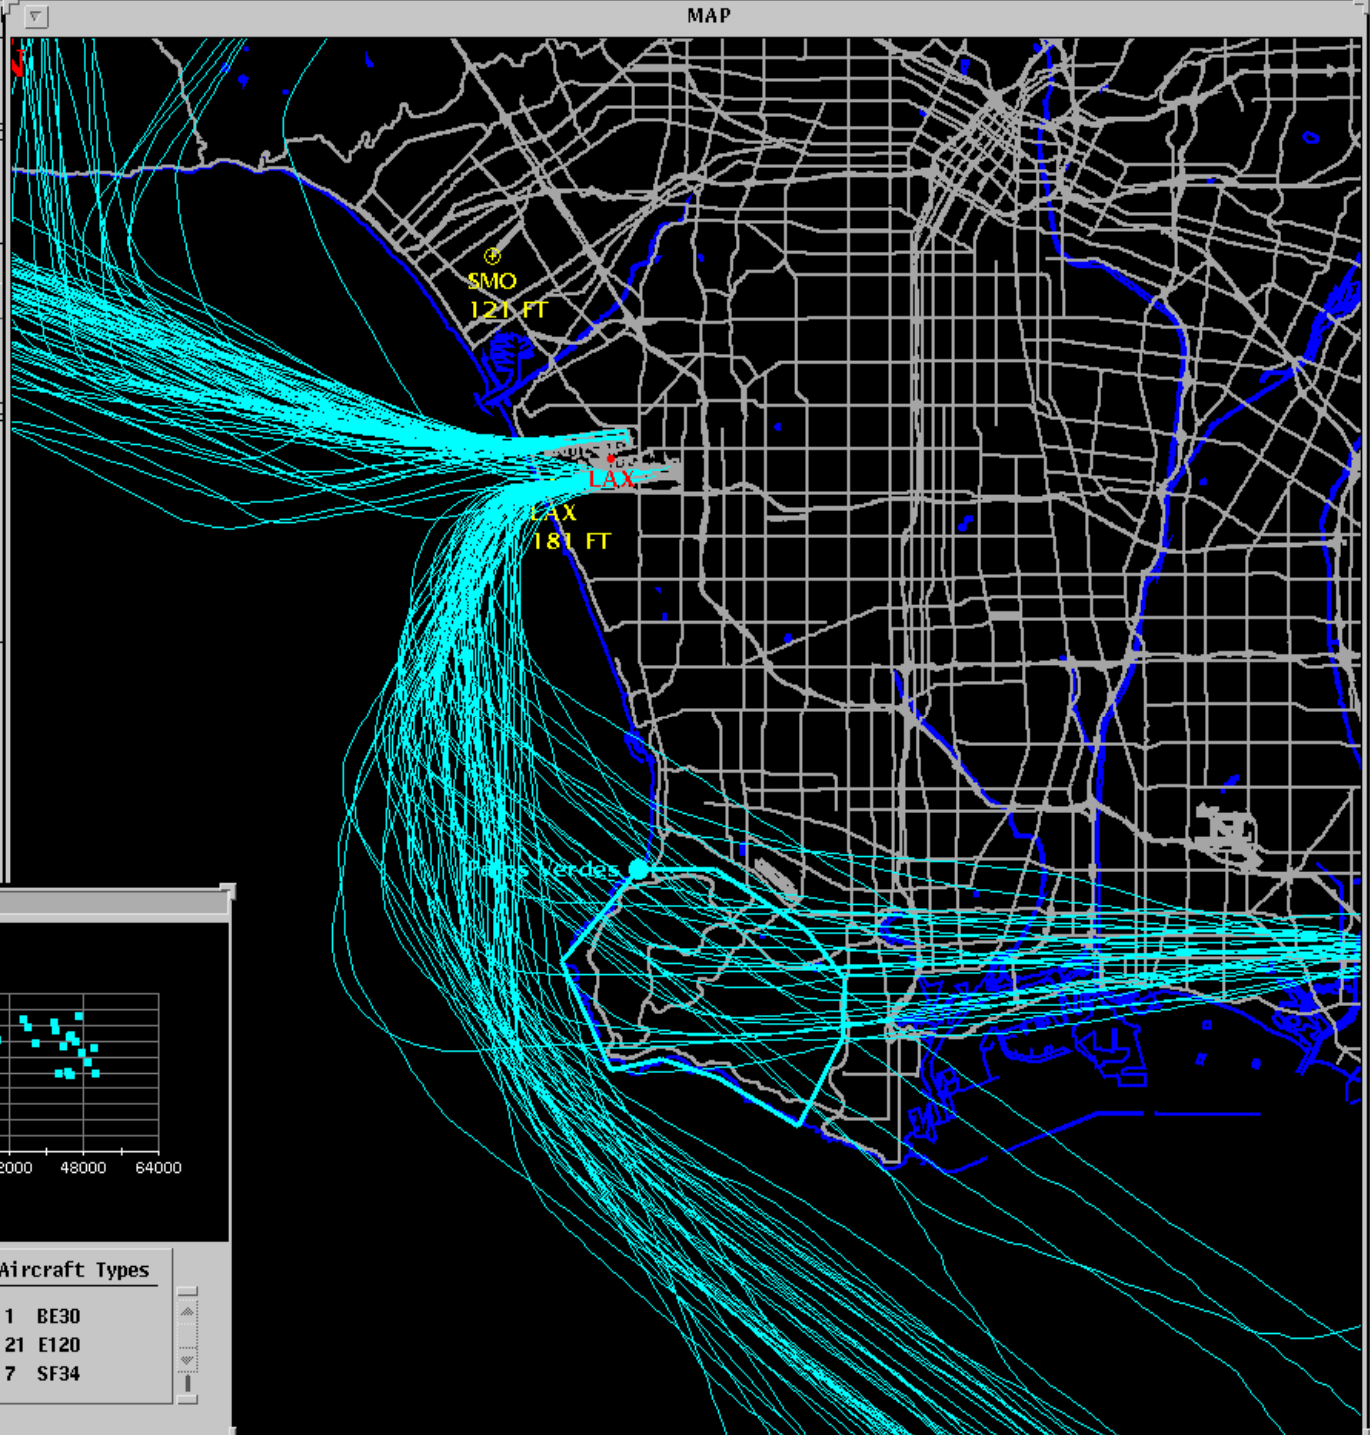 MAP
SMO
121 FT
LAX
LAX
181 FT
Palos Verdes
48000
64000
Aircraft Types
1 BE30
21 E120
7 SF34